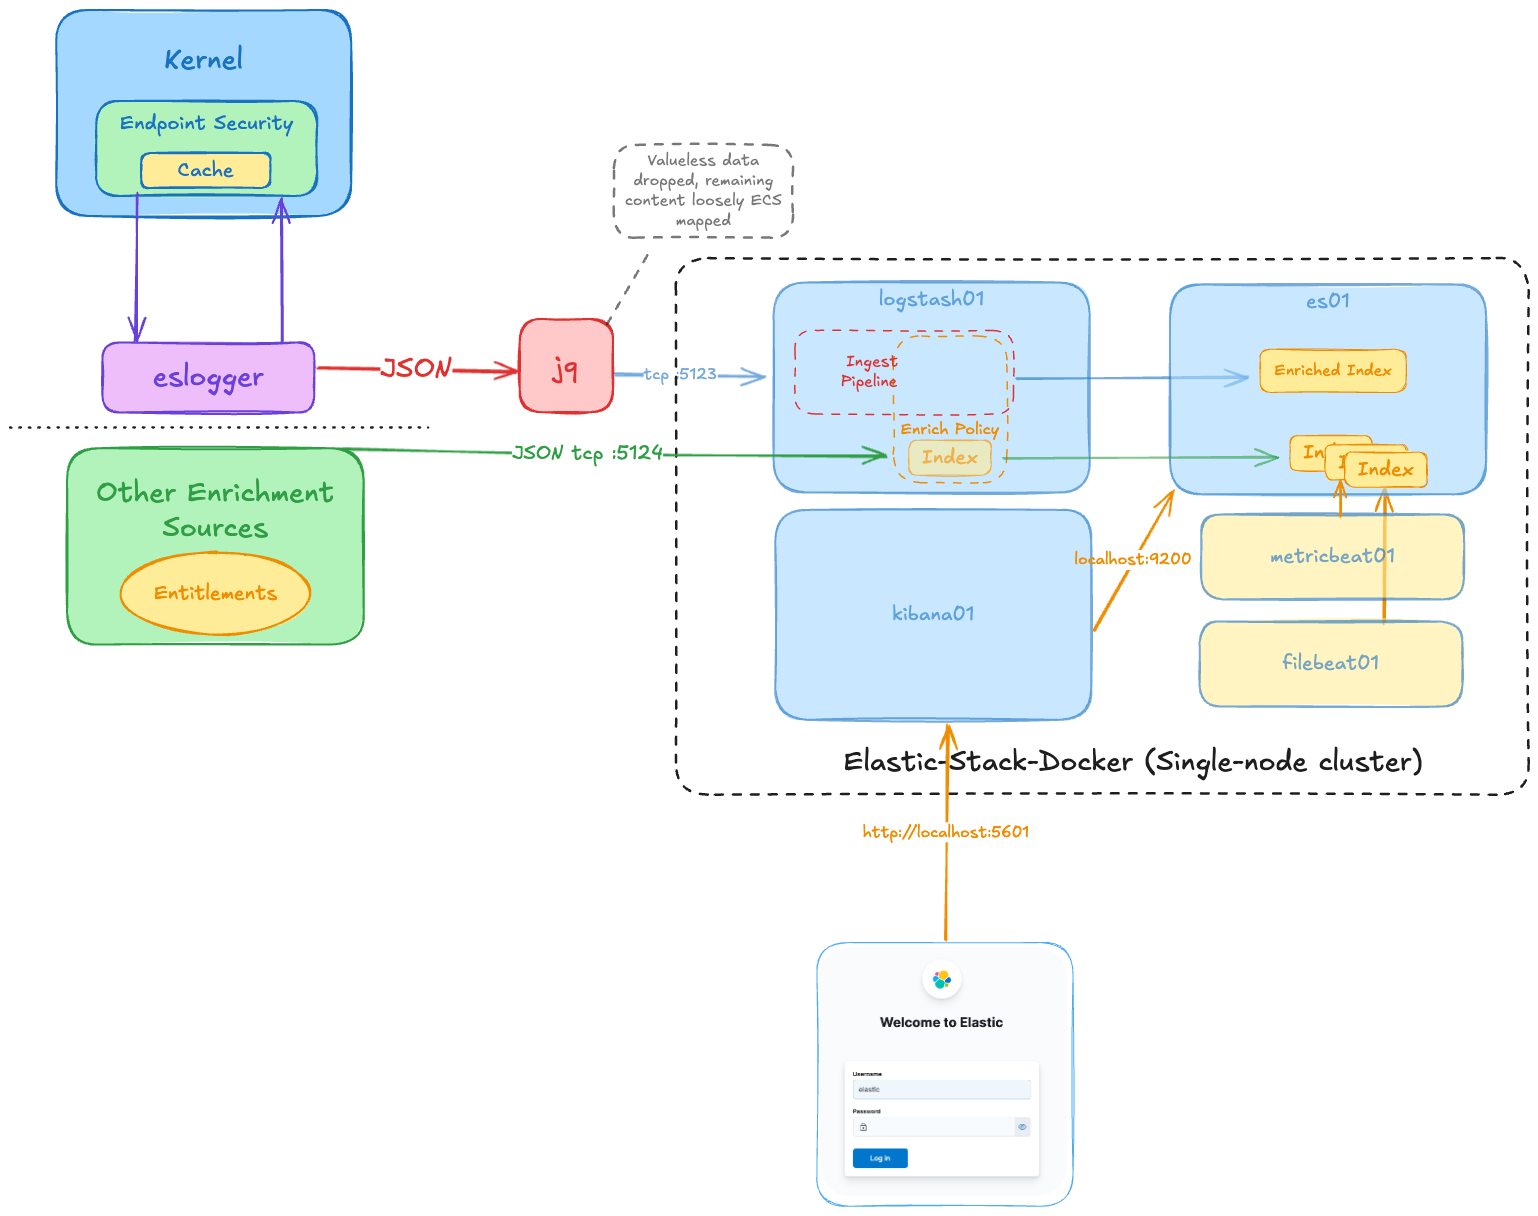 Kernel
Endpoint Security
Cache
Valueless data
dropped, remaining
content loosely ECS
mapped
eslogger
JSON
jq
tcp :5123
logstash01
Ingest
Pipeline
Enrich Policy
Index
es01
Enriched Index
Index
JSON tcp :5124
Other Enrichment
Sources
Entitlements
kibana01
localhost:9200
metricbeat01
filebeat01
Elastic-Stack-Docker (Single-node cluster)
http://localhost:5601
Welcome to Elastic
Username
elastic
Password
Log in